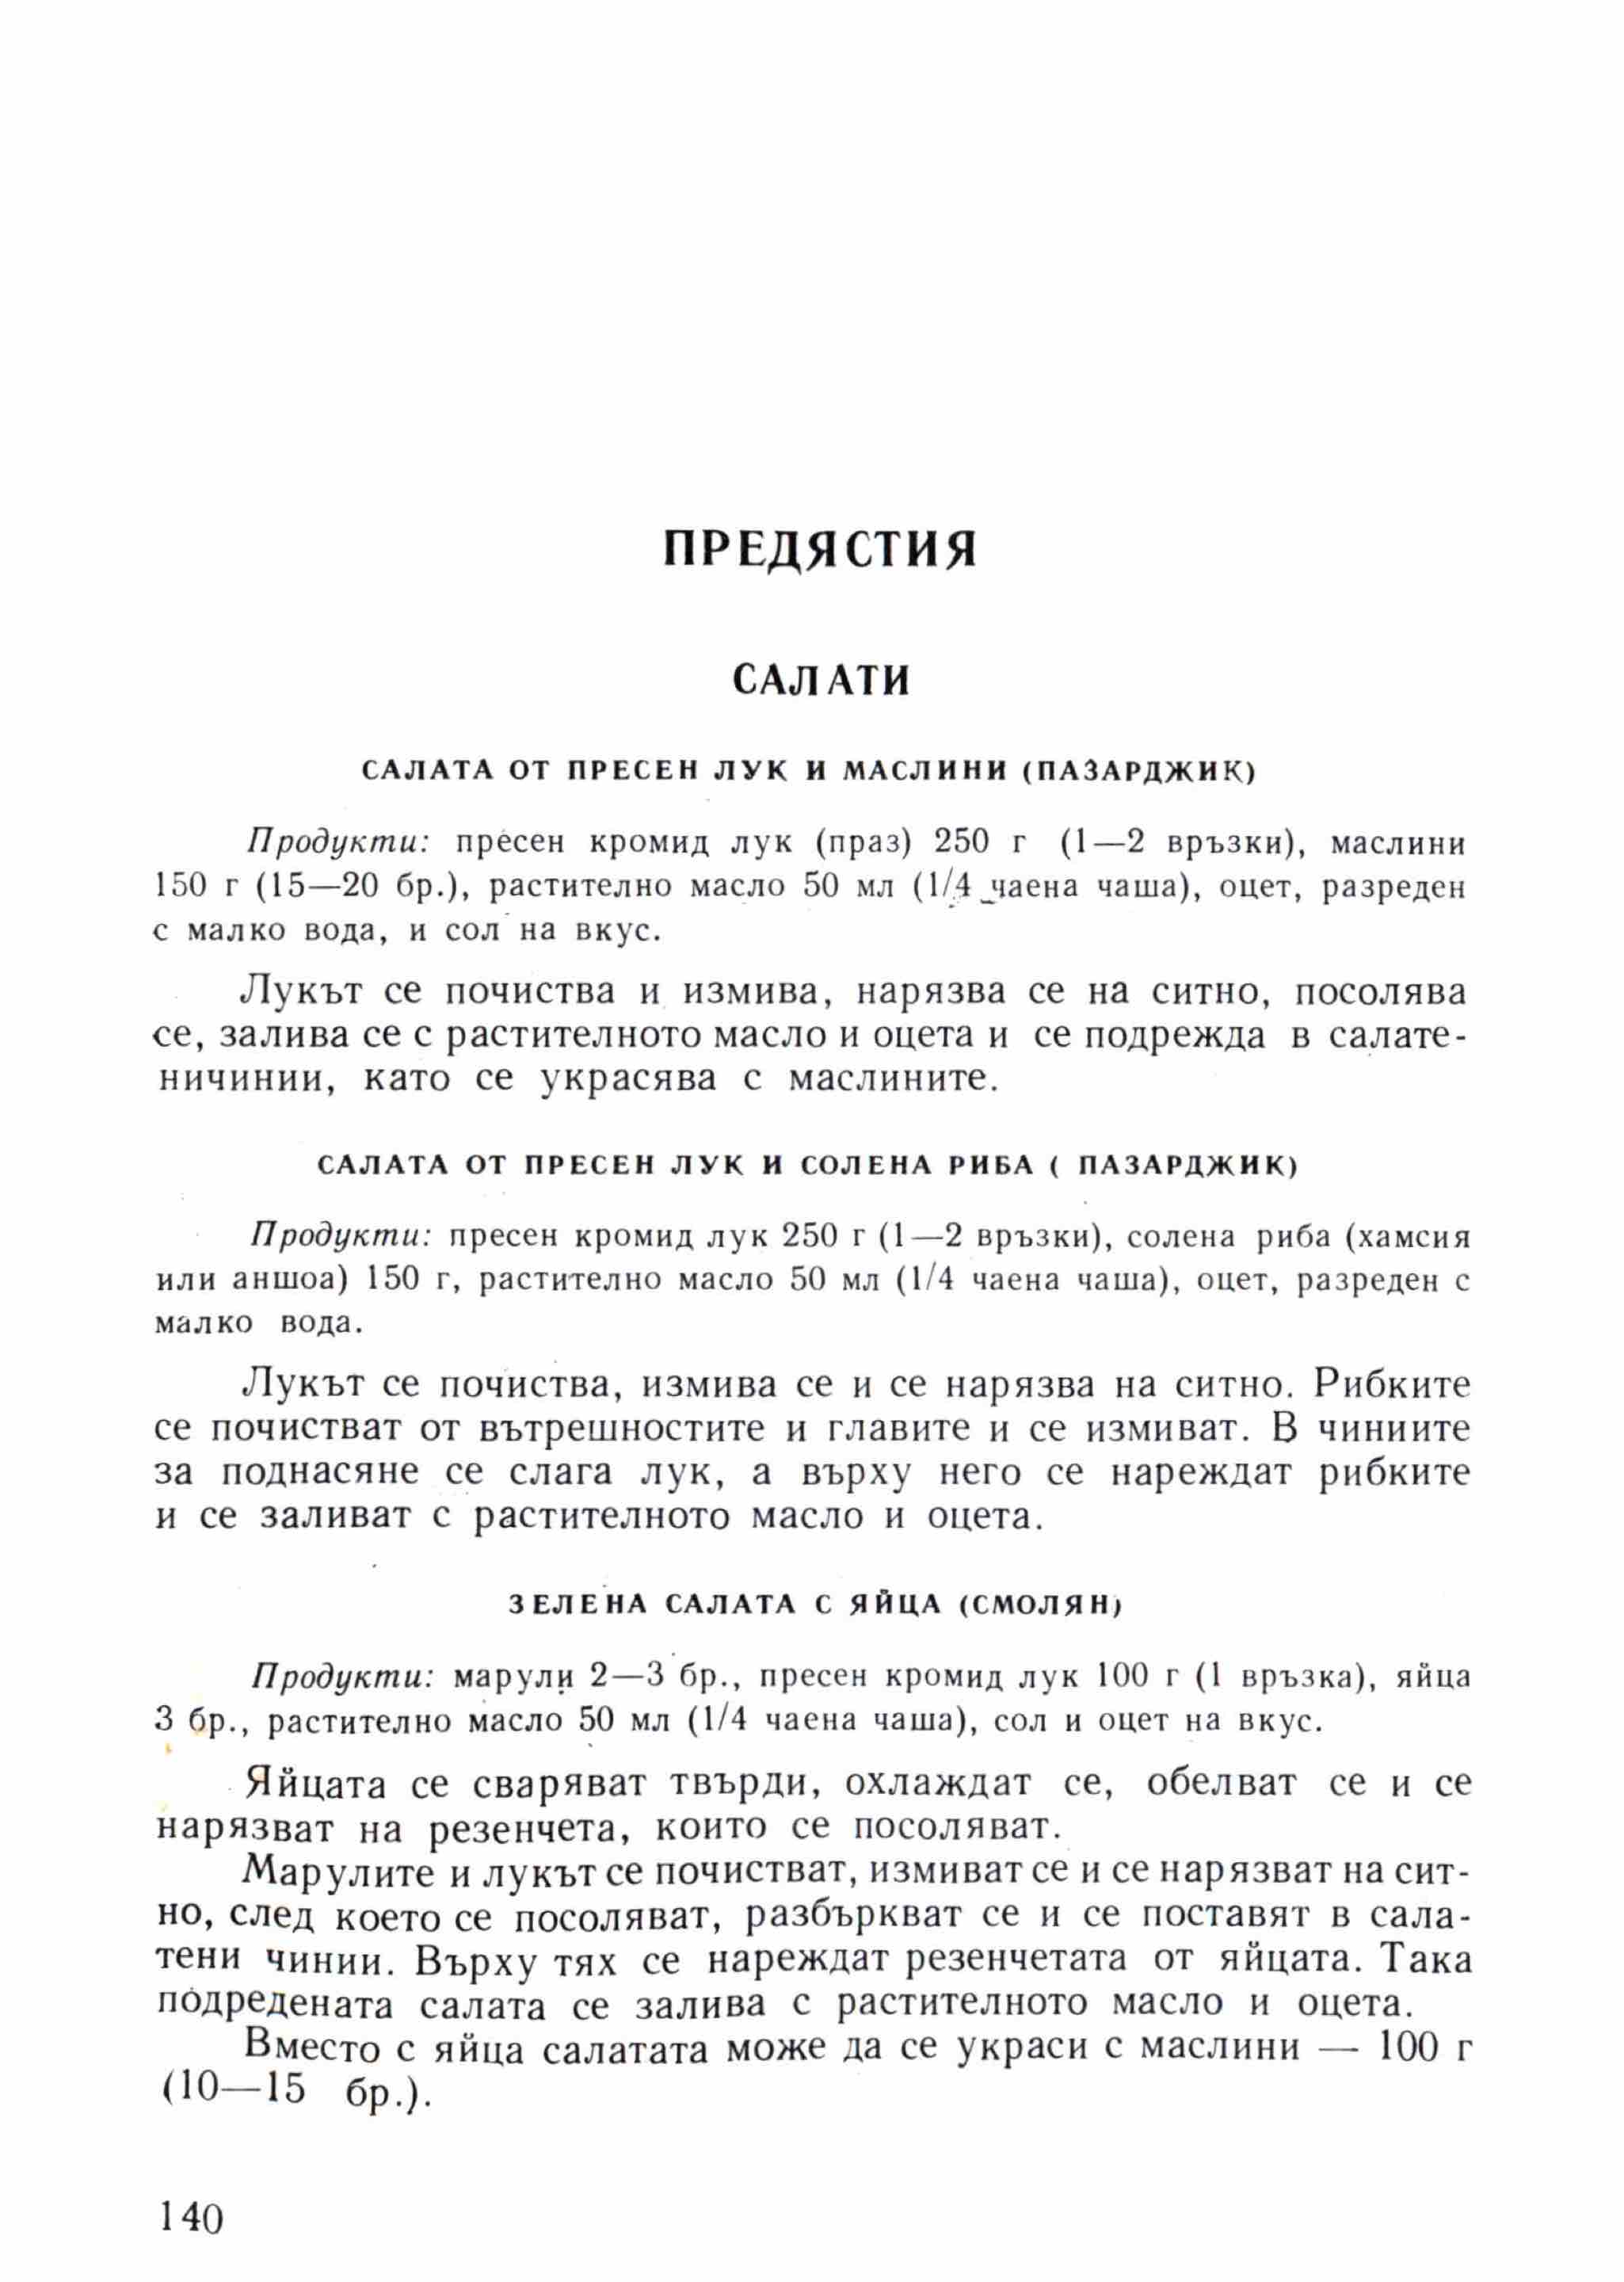 ПРЕДЯСТИЯ
САЛАТИ
САЛАТА ОТ ПРЕСЕН ЛУК И МАСЛИНИ (ПАЗАРДЖИК)
Продукти: пресен кромид лук (праз) 250 г (1—2 връзки), маслини
150 г (15—20 бр.), растително масло 50 мл (1/4 чаена чаша), оцет, разреден
с малко вода, и сол на вкус.
Лукът се почиства и измива, нарязва се на ситно, посолява
се, залива се с растителното масло и оцета и се подрежда в салате-
ничинии, като се украсява с маслините.
САЛАТА ОТ ПРЕСЕН ЛУК И СОЛЕНА РИБА ( ПАЗАРДЖИК)
Продукти: пресен кромид лук 250 г (1—2 връзки), солена риба (хамсия
или аншоа) 150 г, растително масло 50 мл (1/4 чаена чаша), оцет, разреден с
малко вода.
Лукът се почиства, измива се и се нарязва на ситно. Рибките
се почистват от вътрешностите и главите и се измиват. В чиниите
за поднасяне се слага лук, а върху него се нареждат рибките
и се заливат с растителното масло и оцета.
ЗЕЛЕНА САЛАТА С ЯЙЦА (СМОЛЯН)
Продукти: марули 2—3 бр., пресен кромид лук 100 г (1 връзка), яйца
3 бр., растително масло 50 мл (1/4 чаена чаша), сол и оцет на вкус.
Яйцата се сваряват твърди, охлаждат се, обелват се и се
нарязват на резенчета, които се посоляват.
Марулите и лукът се почистват, измиват се и се нарязват на сит-
но, след което се посоляват, разбъркват се и се поставят в сала-
тени чинии. Върху тях се нареждат резенчетата от яйцата. Така
подредената салата се залива с растителното масло и оцета.
Вместо с яйца салатата може да се украси с маслини — 100 г
(10—15 бр.).
140